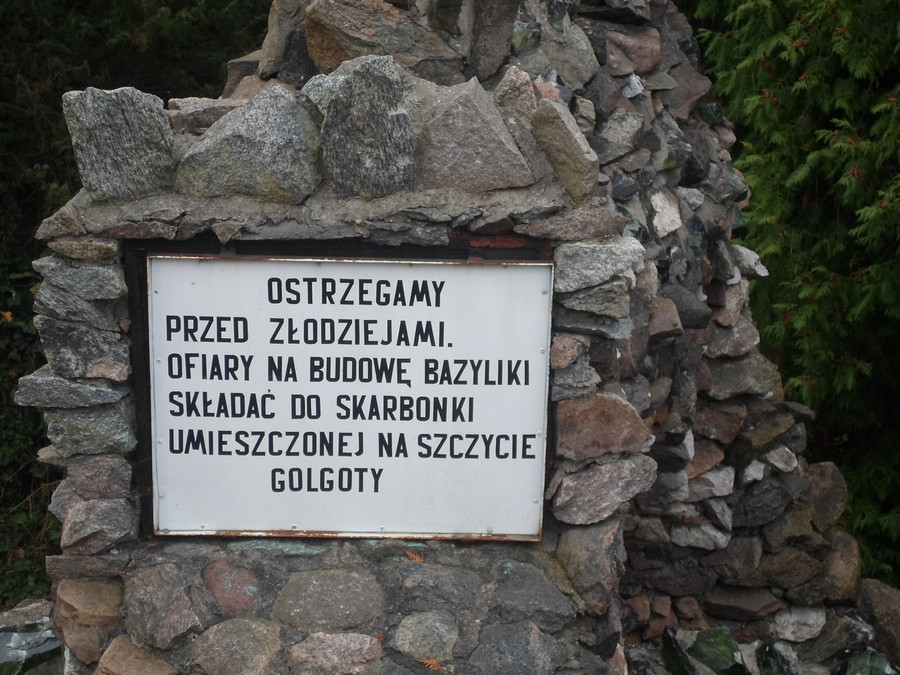 OSTRZEGAMY
PRZED ZŁODZIEJAMI.
OFIARY NA BUDOWĘ BAZYLIKI
SKŁADAĆ DO SKARBONKI
UMIESZCZONEJ NA SZCZYCIE
GOLGOTY